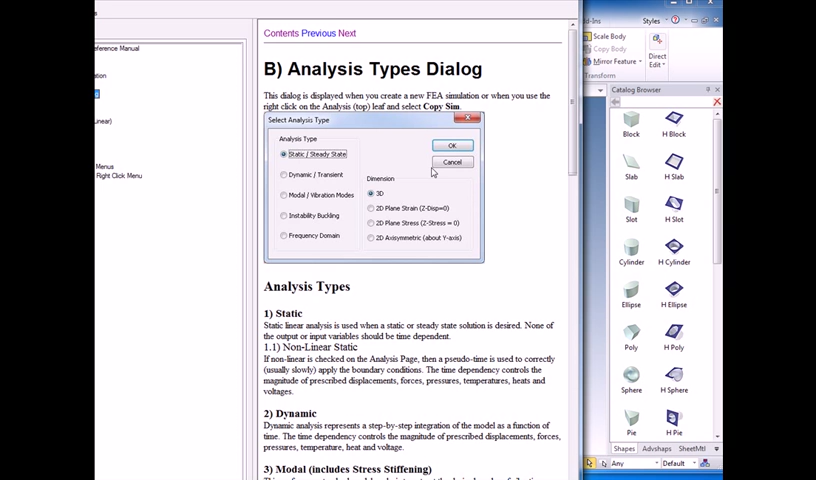 eference Manual
ation
s
inear)
Menus
Right Click Menu
Contents Previous Next
B) Analysis Types Dialog
This dialog is displayed when you create a new FEA simulation or when you use the
right click on the Analysis (top) leaf and select Copy Sim.
Select Analysis Type
Analysis Type
Static / Steady State
Dynamic / Transient
Modal / Vibration Modes
Instability Buckling
Frequency Domain
OK
Cancel
Dimension
3D
2D Plane Strain (Z-Disp=0)
2D Plane Stress (Z-Stress = 0)
2D Axisymmetric (about Y-axis)
Analysis Types
1) Static
Static linear analysis is used when a static or steady state solution is desired. None of
the output or input variables should be time dependent.
1.1) Non-Linear Static
If non-linear is checked on the Analysis Page, then a pseudo-time is used to correctly
(usually slowly) apply the boundary conditions. The time dependency controls the
magnitude of prescribed displacements, forces, pressures, temperatures, heats and
voltages.
2) Dynamic
Dynamic analysis represents a step-by-step integration of the model as a function of
time. The time dependency controls the magnitude of prescribed displacements, forces,
pressures, temperature, heat and voltage.
3) Modal (includes Stress Stiffening)
dd-Ins
Styles
Scale Body
Copy Body
Mirror Feature
Transform
Direct
Edit
Catalog Browser
Block
H Block
Slab
H Slab
Slot
H Slot
Cylinder
H Cylinder
Ellipse
H Ellipse
Poly
H Poly
Sphere
H Sphere
Pie
H Pie
Shapes
Advshaps
SheetMtl
Any
Default